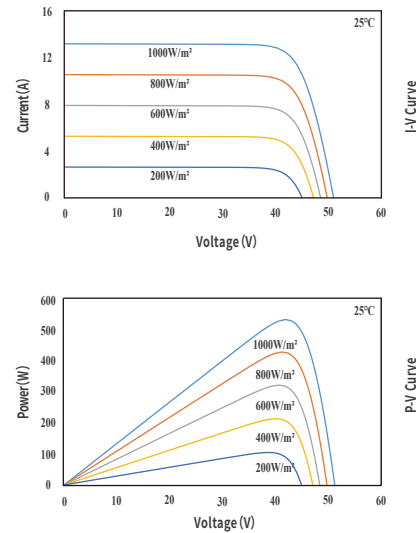 16
25℃
1000W/m²
12
800W/m²
Current(A)
I-V Curve
8
600W/m²
400W/m²
4
200W/m²
0
0 10 20 30 40 50 60
Voltage(V)
600
25℃
500
1000W/m²
400
800W/m²
Power(W)
P-V Curve
300
600W/m²
200
400W/m²
100
200W/m²
0
0 10 20 30 40 50 60
Voltage(V)